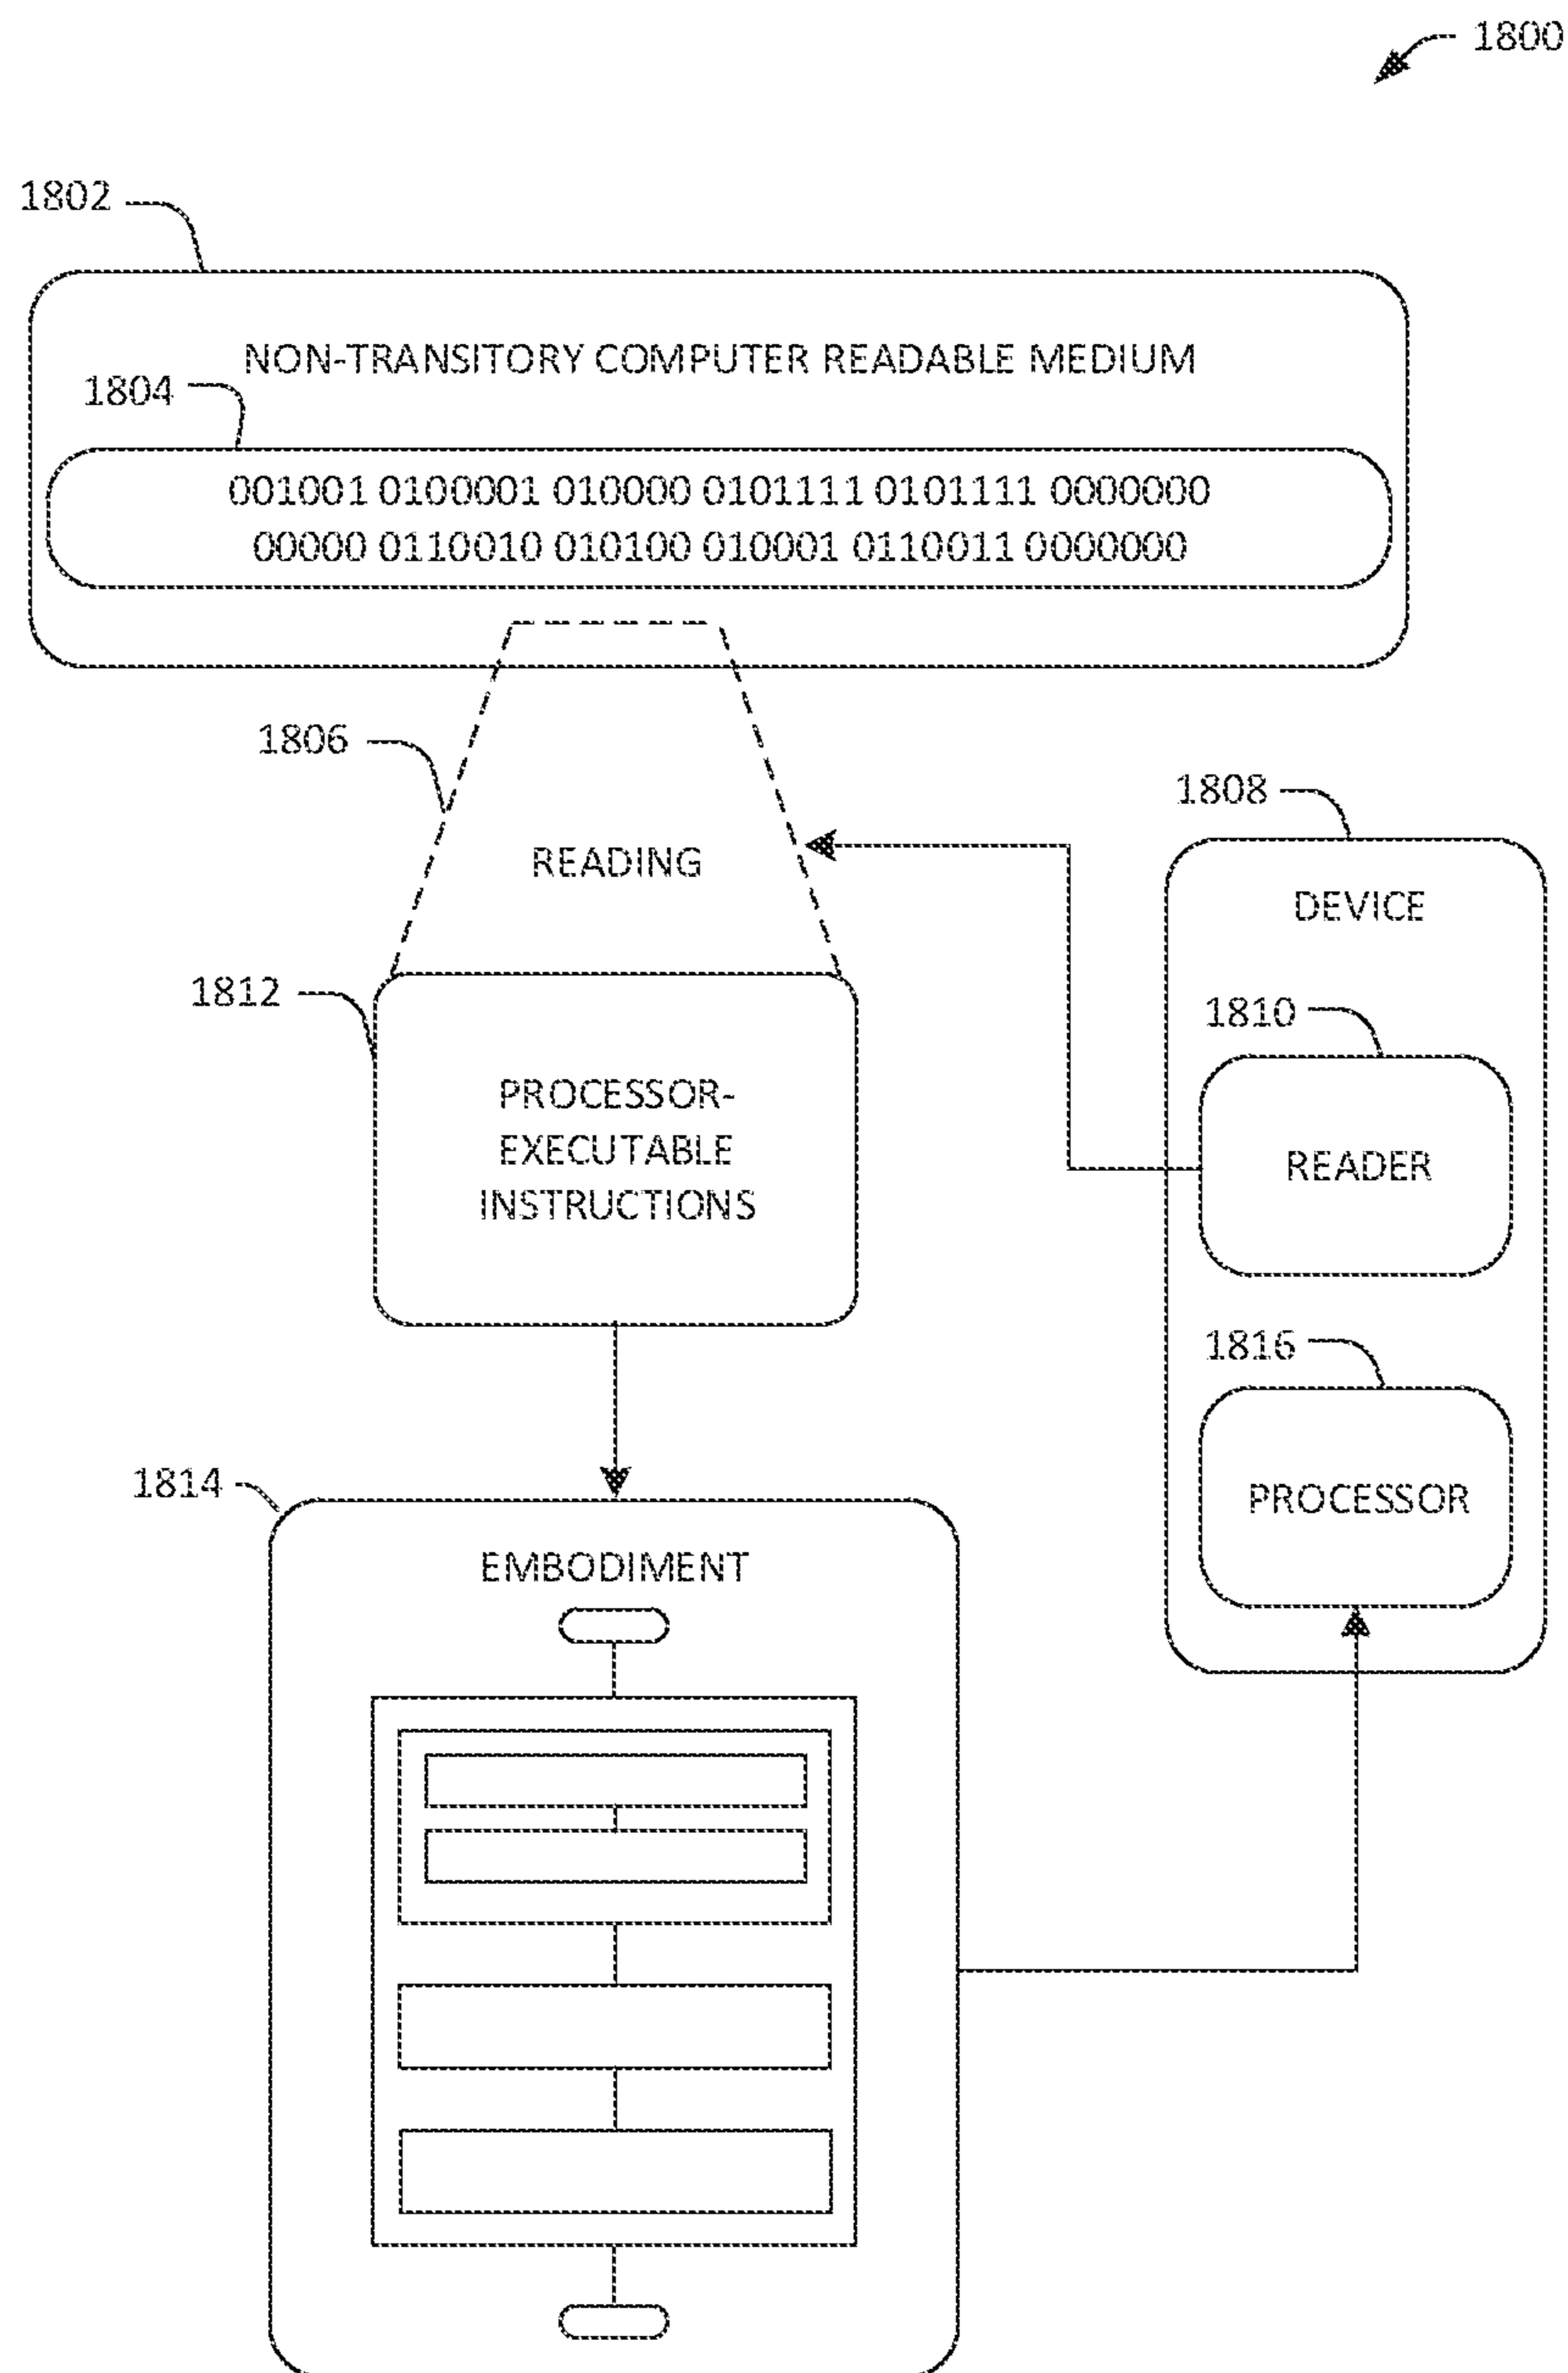 1800
1802
NON-TRANSITORY COMPUTER READABLE MEDIUM
1804
001001 0100001 010000 0101111 0101111 0000000
00000 0110010 010100 010001 0110011 0000000
1806
READING
1808
DEVICE
1810
READER
1812
PROCESSOR-
EXECUTABLE
INSTRUCTIONS
1816
PROCESSOR
1814
EMBODIMENT